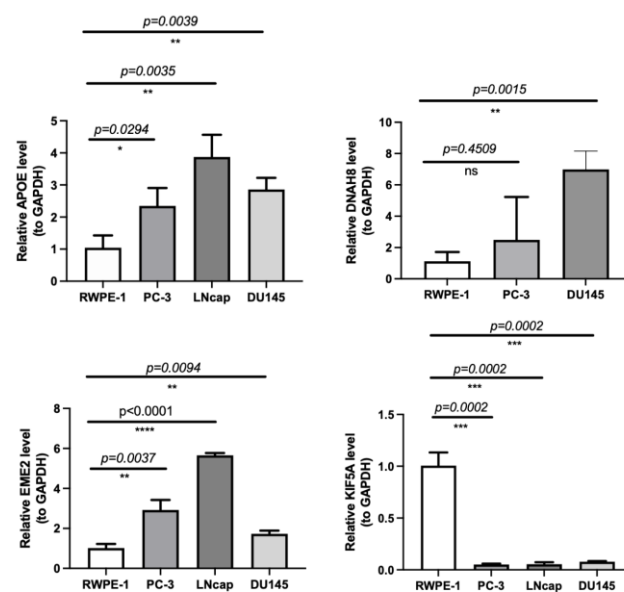 p=0.0039
**
p=0.0035
**
p=0.0294
*
Relative APOE level
(to GAPDH)
5
4
3
2
1
0
RWPE-1 PC-3 LNcap DU145
p=0.0015
**
p=0.4509
ns
Relative DNAH8 level
(to GAPDH)
10
8
6
4
2
0
RWPE-1 PC-3 DU145
p=0.0094
**
p<0.0001
****
p=0.0037
**
Relative EME2 level
(to GAPDH)
8
6
4
2
0
RWPE-1 PC-3 LNcap DU145
p=0.0002
***
p=0.0002
***
p=0.0002
***
Relative KIF5A level
(to GAPDH)
1.5
1.0
0.5
0.0
RWPE-1 PC-3 LNcap DU145